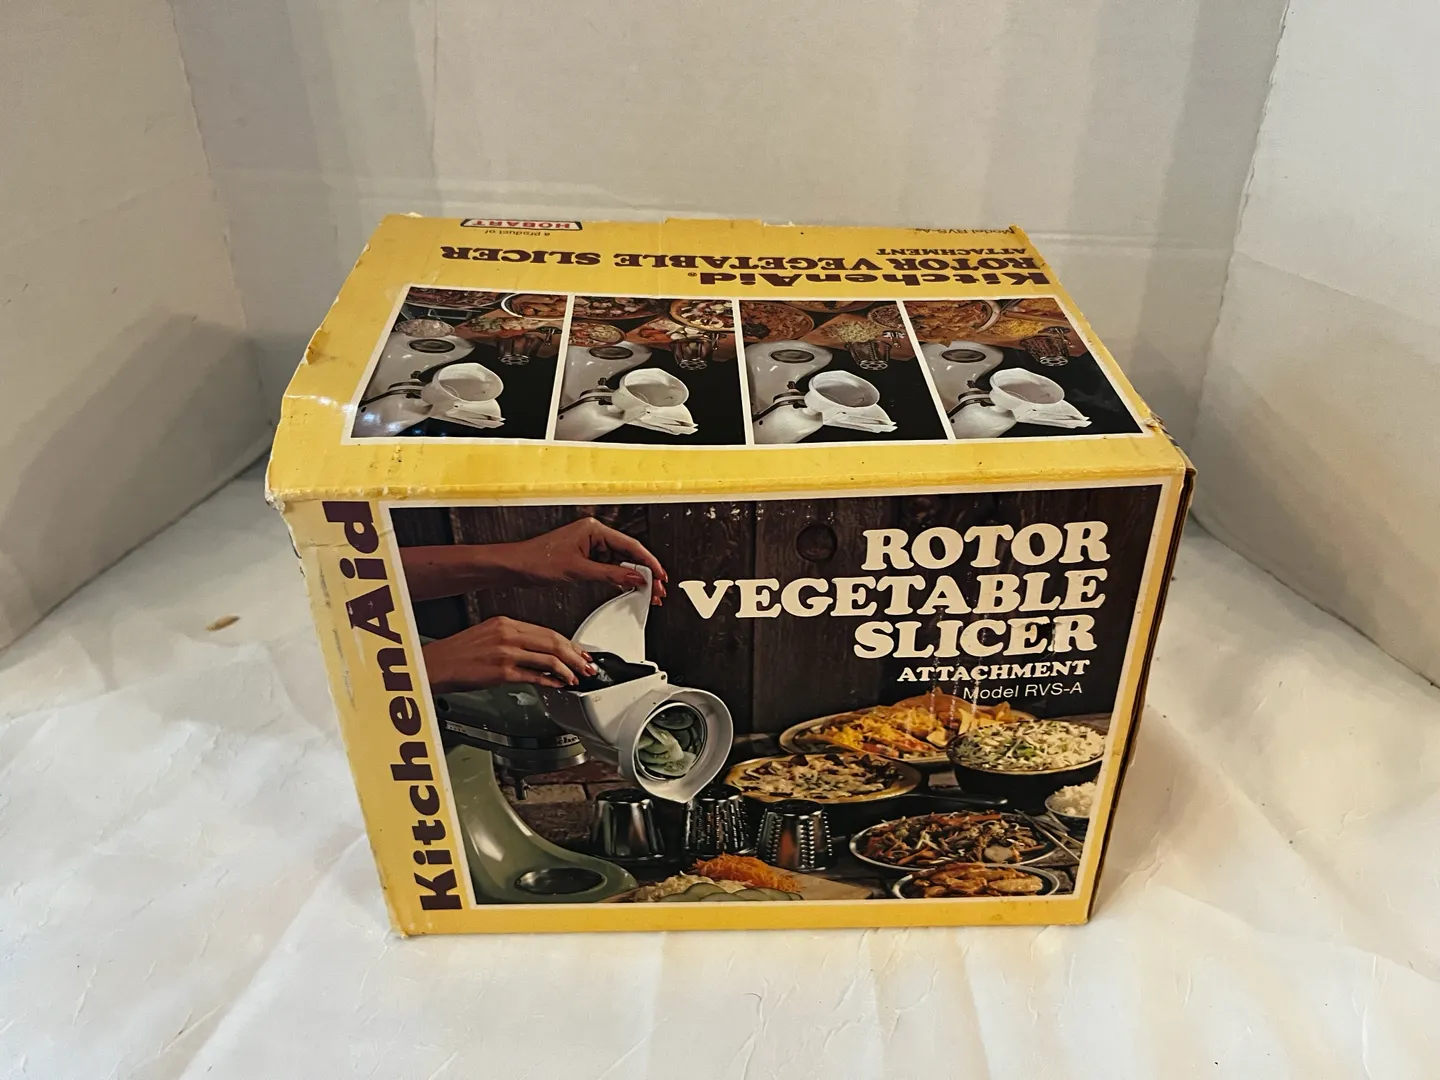 a product of
HOBART
Model RVS-A
KitchenAid®
ROTOR VEGETABLE SLICER
ATTACHMENT
KitchenAid
ROTOR
VEGETABLE
SLICER
ATTACHMENT
Model RVS-A